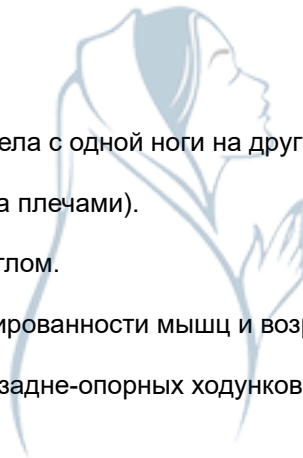 ела с одной ноги на друг
а плечами).
глом.
ированности мышц и возр
задне-опорных ходунков